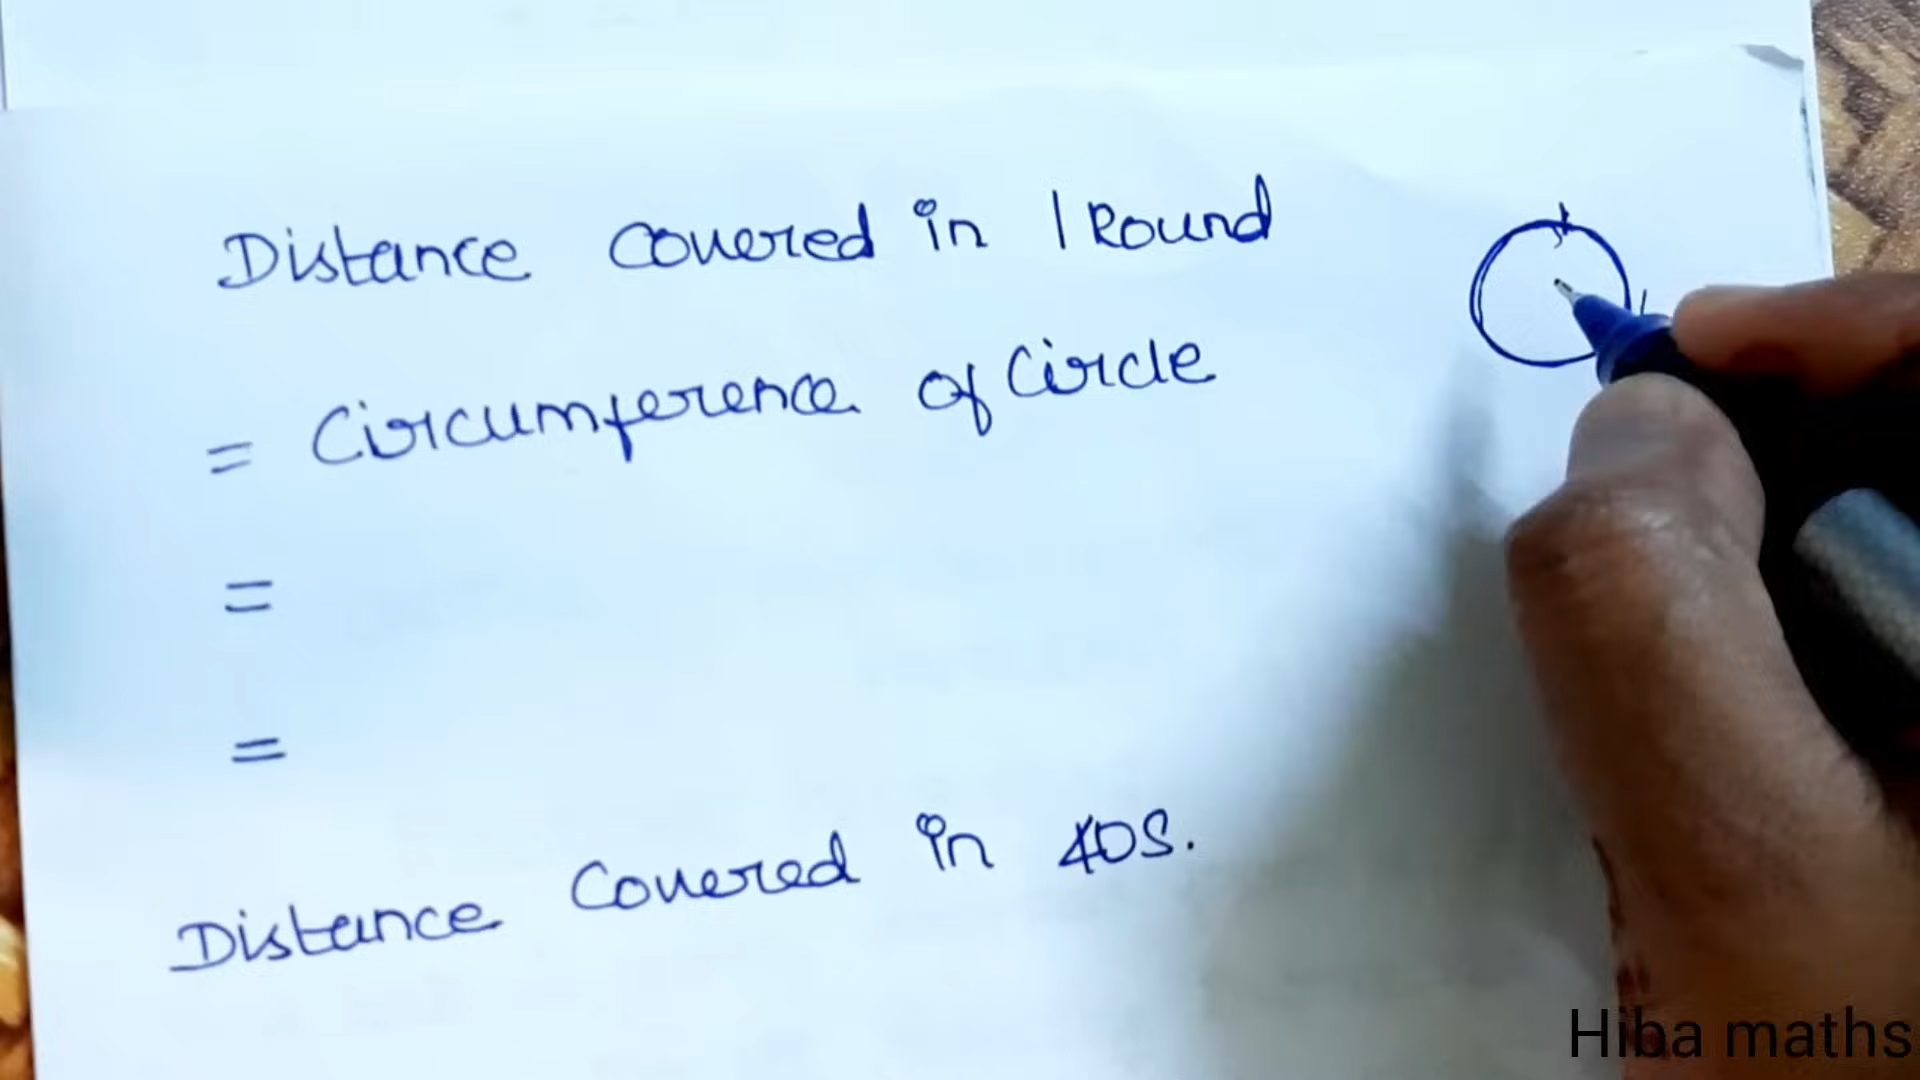 Distance Covered in 1 Round
= Circumference of Circle
=
=
Distance Covered in 40S.
Hiba maths